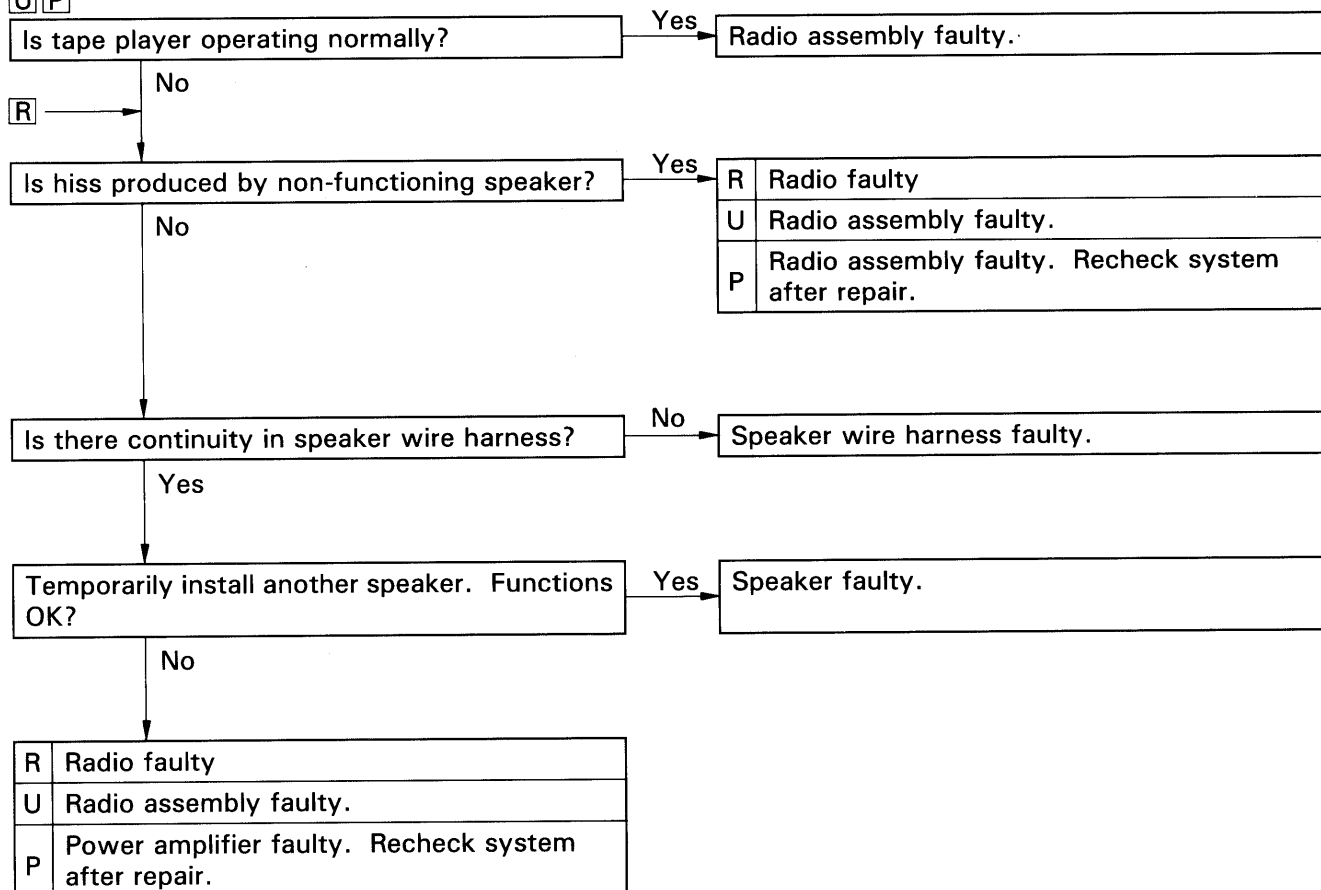 U P
Is tape player operating normally?
Yes
Radio assembly faulty.
No
R
Is hiss produced by non-functioning speaker?
Yes
R Radio faulty
U Radio assembly faulty.
P Radio assembly faulty. Recheck system
after repair.
No
Is there continuity in speaker wire harness?
No
Speaker wire harness faulty.
Yes
Temporarily install another speaker. Functions
OK?
Yes
Speaker faulty.
No
R Radio faulty
U Radio assembly faulty.
P Power amplifier faulty. Recheck system
after repair.